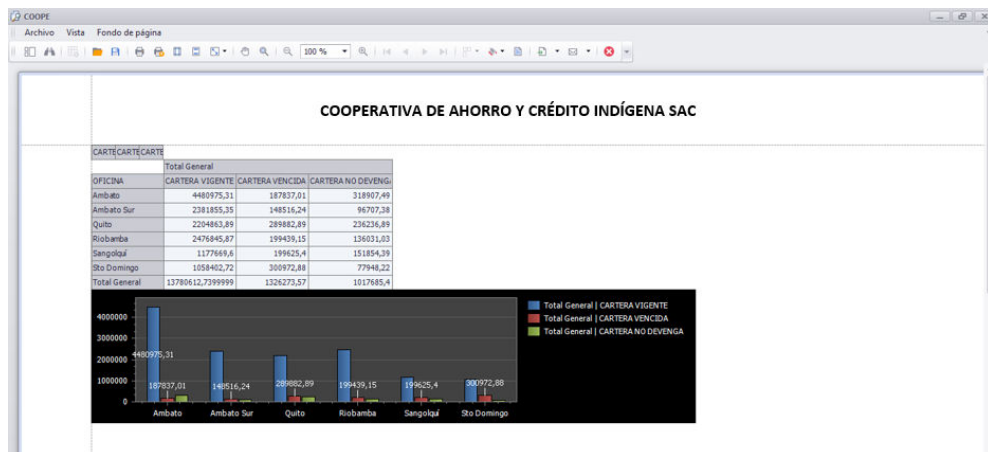 COOPE
Archivo Vista Fondo de página
100 %
COOPERATIVA DE AHORRO Y CRÉDITO INDÍGENA SAC
CARTE CARTE CARTE
Total General
OFICINA CARTERA VIGENTE CARTERA VENCIDA CARTERA NO DEVENG
Ambato 4480975,31 187837,01 318907,49
Ambato Sur 2381855,35 148516,24 96707,38
Quito 2204863,89 289882,89 236236,89
Riobamba 2476845,87 199439,15 136031,03
Sangolquí 1177669,6 199625,4 151854,39
Sto Domingo 1058402,72 300972,88 77948,22
Total General 13780612,7399999 1326273,57 1017685,4
4000000
3000000
2000000
1000000
0
4480975,31
187837,01 148516,24 289882,89 199439,15 199625,4 300972,88
Ambato Ambato Sur Quito Riobamba Sangolquí Sto Domingo
Total General | CARTERA VIGENTE
Total General | CARTERA VENCIDA
Total General | CARTERA NO DEVENGA